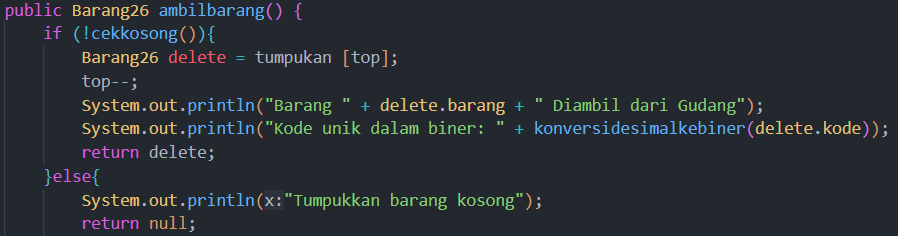 public Barang26 ambilbarang() {
if (!cekkosong()){
Barang26 delete = tumpukan [top];
top--;
System.out.println("Barang " + delete.barang + " Diambil dari Gudang");
System.out.println("Kode unik dalam biner: " + konversidesimalkebiner(delete.kode));
return delete;
}else{
System.out.println(x:"Tumpukkan barang kosong");
return null;